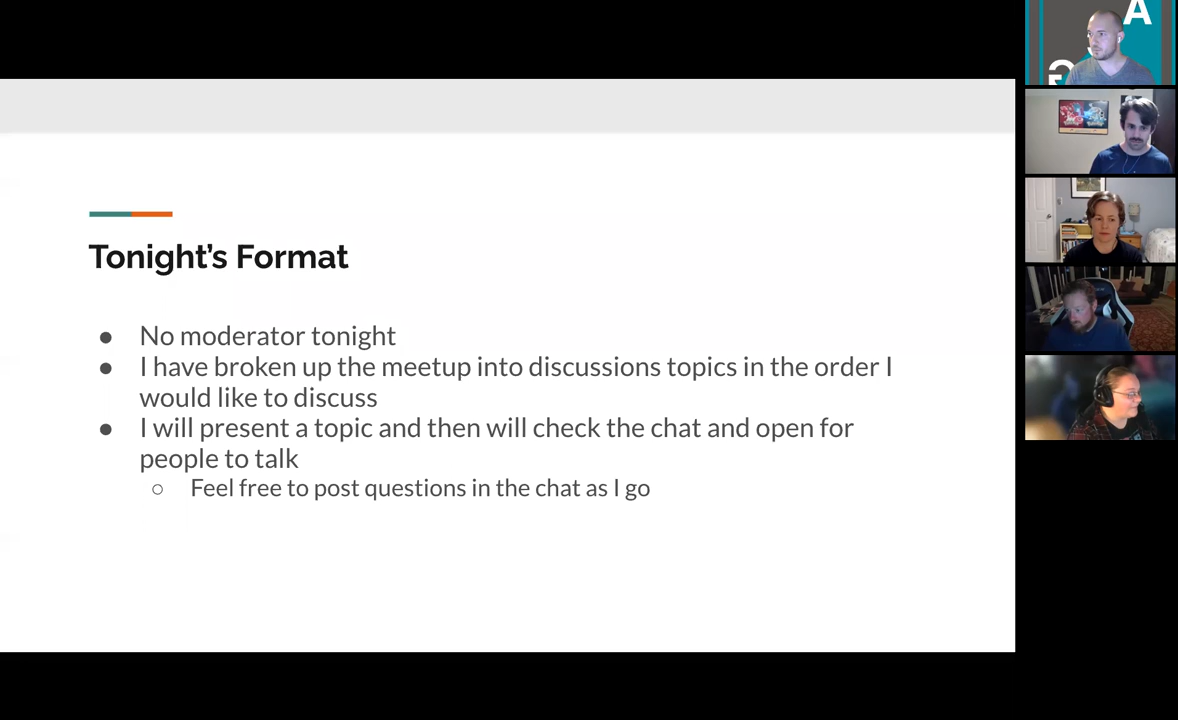 Tonight’s Format
● No moderator tonight
● I have broken up the meetup into discussions topics in the order I
would like to discuss
● I will present a topic and then will check the chat and open for
people to talk
○ Feel free to post questions in the chat as I go
A